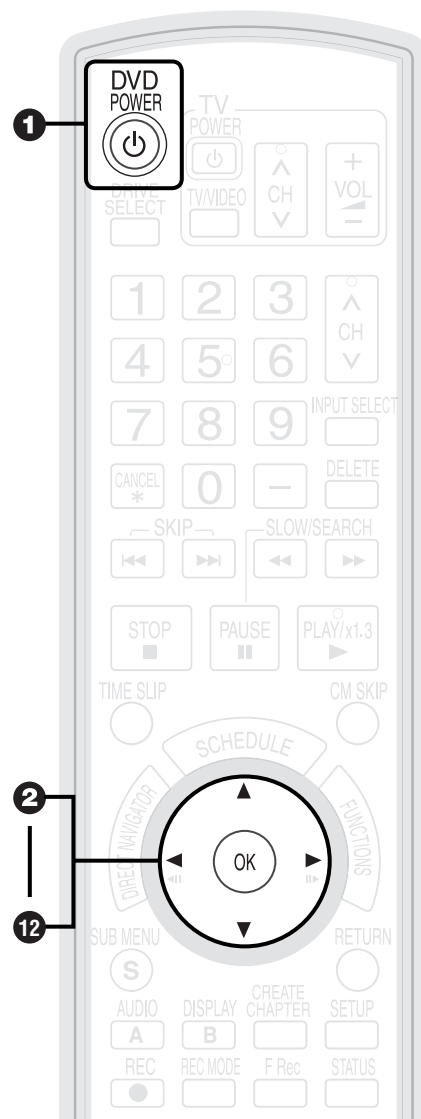 DVD
POWER
1
TV
POWER
DRIVE
SELECT
TV/VIDEO
CH
+
VOL
−
1 2 3
CH
4 5 6
7 8 9
INPUT SELECT
CANCEL
*
0
−
DELETE
SKIP
SLOW/SEARCH
STOP
PAUSE
PLAY/x1.3
TIME SLIP
CM SKIP
SCHEDULE
DIRECT NAVIGATOR
FUNCTIONS
2
OK
12
SUB MENU
S
RETURN
AUDIO
A
DISPLAY
B
CREATE
CHAPTER
SETUP
REC
REC MODE
F Rec
STATUS